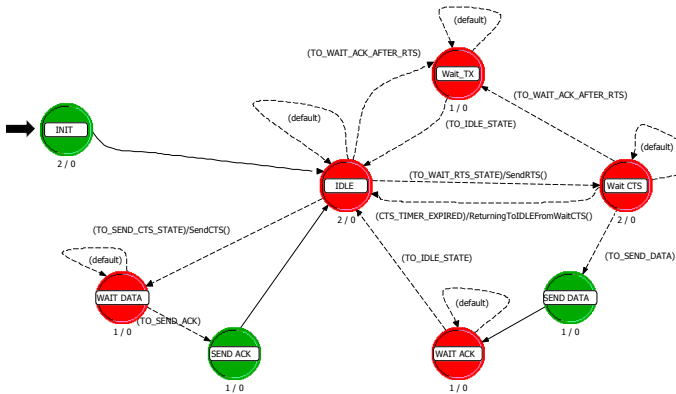 (default)
(TO_WAIT_ACK_AFTER_RTS)
Wait_TX
1 / 0
(TO_WAIT_ACK_AFTER_RTS)
(default)
INIT
2 / 0
(TO_IDLE_STATE)
(default)
IDLE
2 / 0
(TO_WAIT_RTS_STATE)/SendRTS()
Wait CTS
2 / 0
(CTS_TIMER_EXPIRED)/ReturningToIDLEFromWaitCTS()
(TO_SEND_CTS_STATE)/SendCTS()
(TO_IDLE_STATE)
(TO_SEND_DATA)
(default)
WAIT DATA
1 / 0
(TO_SEND_ACK)
(default)
SEND DATA
1 / 0
SEND ACK
1 / 0
WAIT ACK
1 / 0